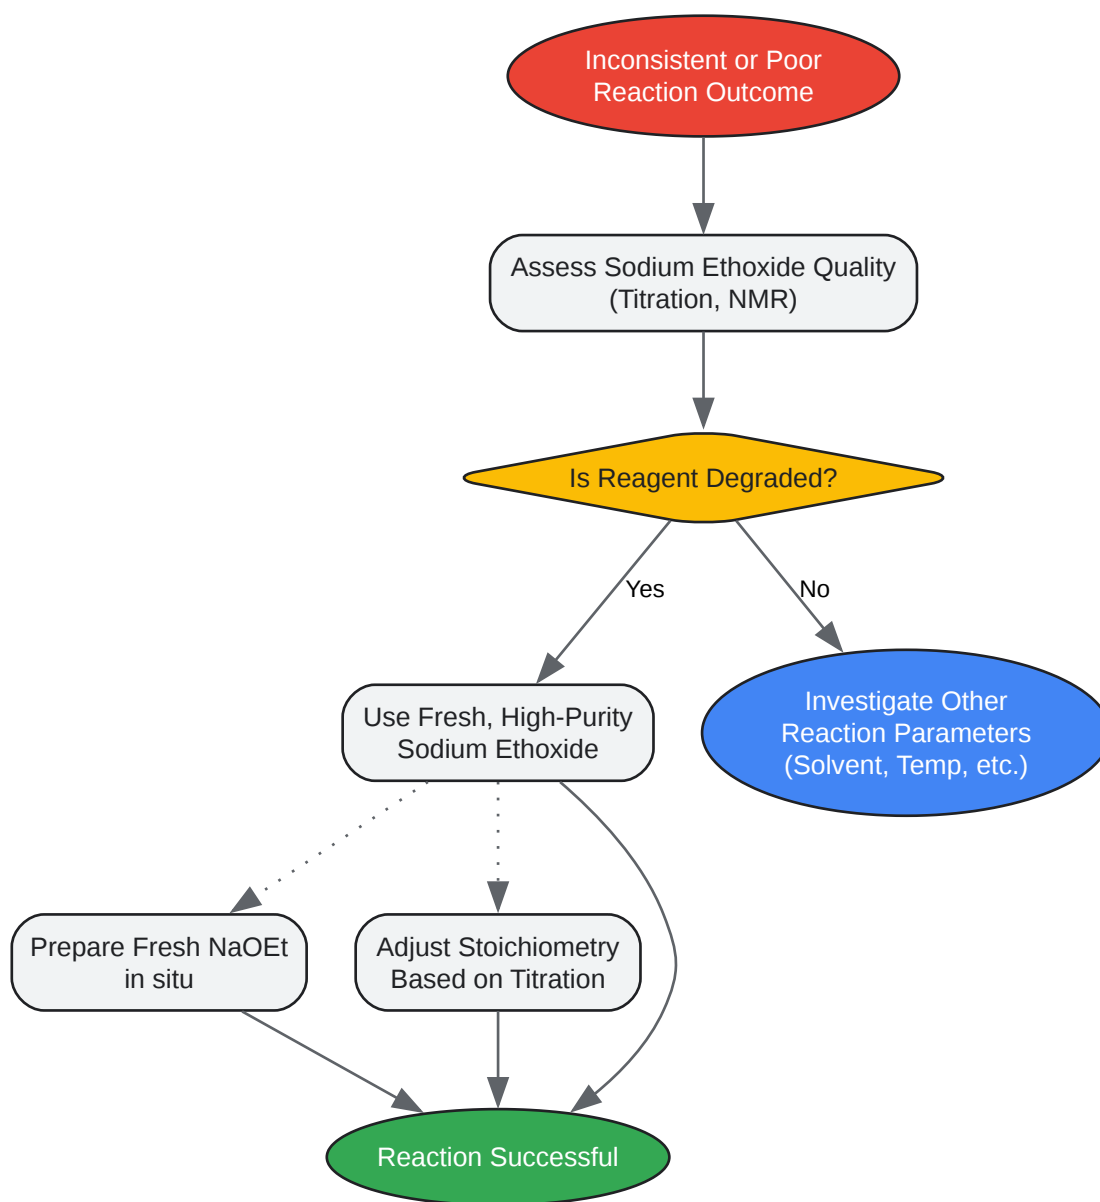 Inconsistent or Poor
Reaction Outcome
Assess Sodium Ethoxide Quality
(Titration, NMR)
Is Reagent Degraded?
Yes
No
Use Fresh, High-Purity
Sodium Ethoxide
Investigate Other
Reaction Parameters
(Solvent, Temp, etc.)
Prepare Fresh NaOEt
in situ
Adjust Stoichiometry
Based on Titration
Reaction Successful